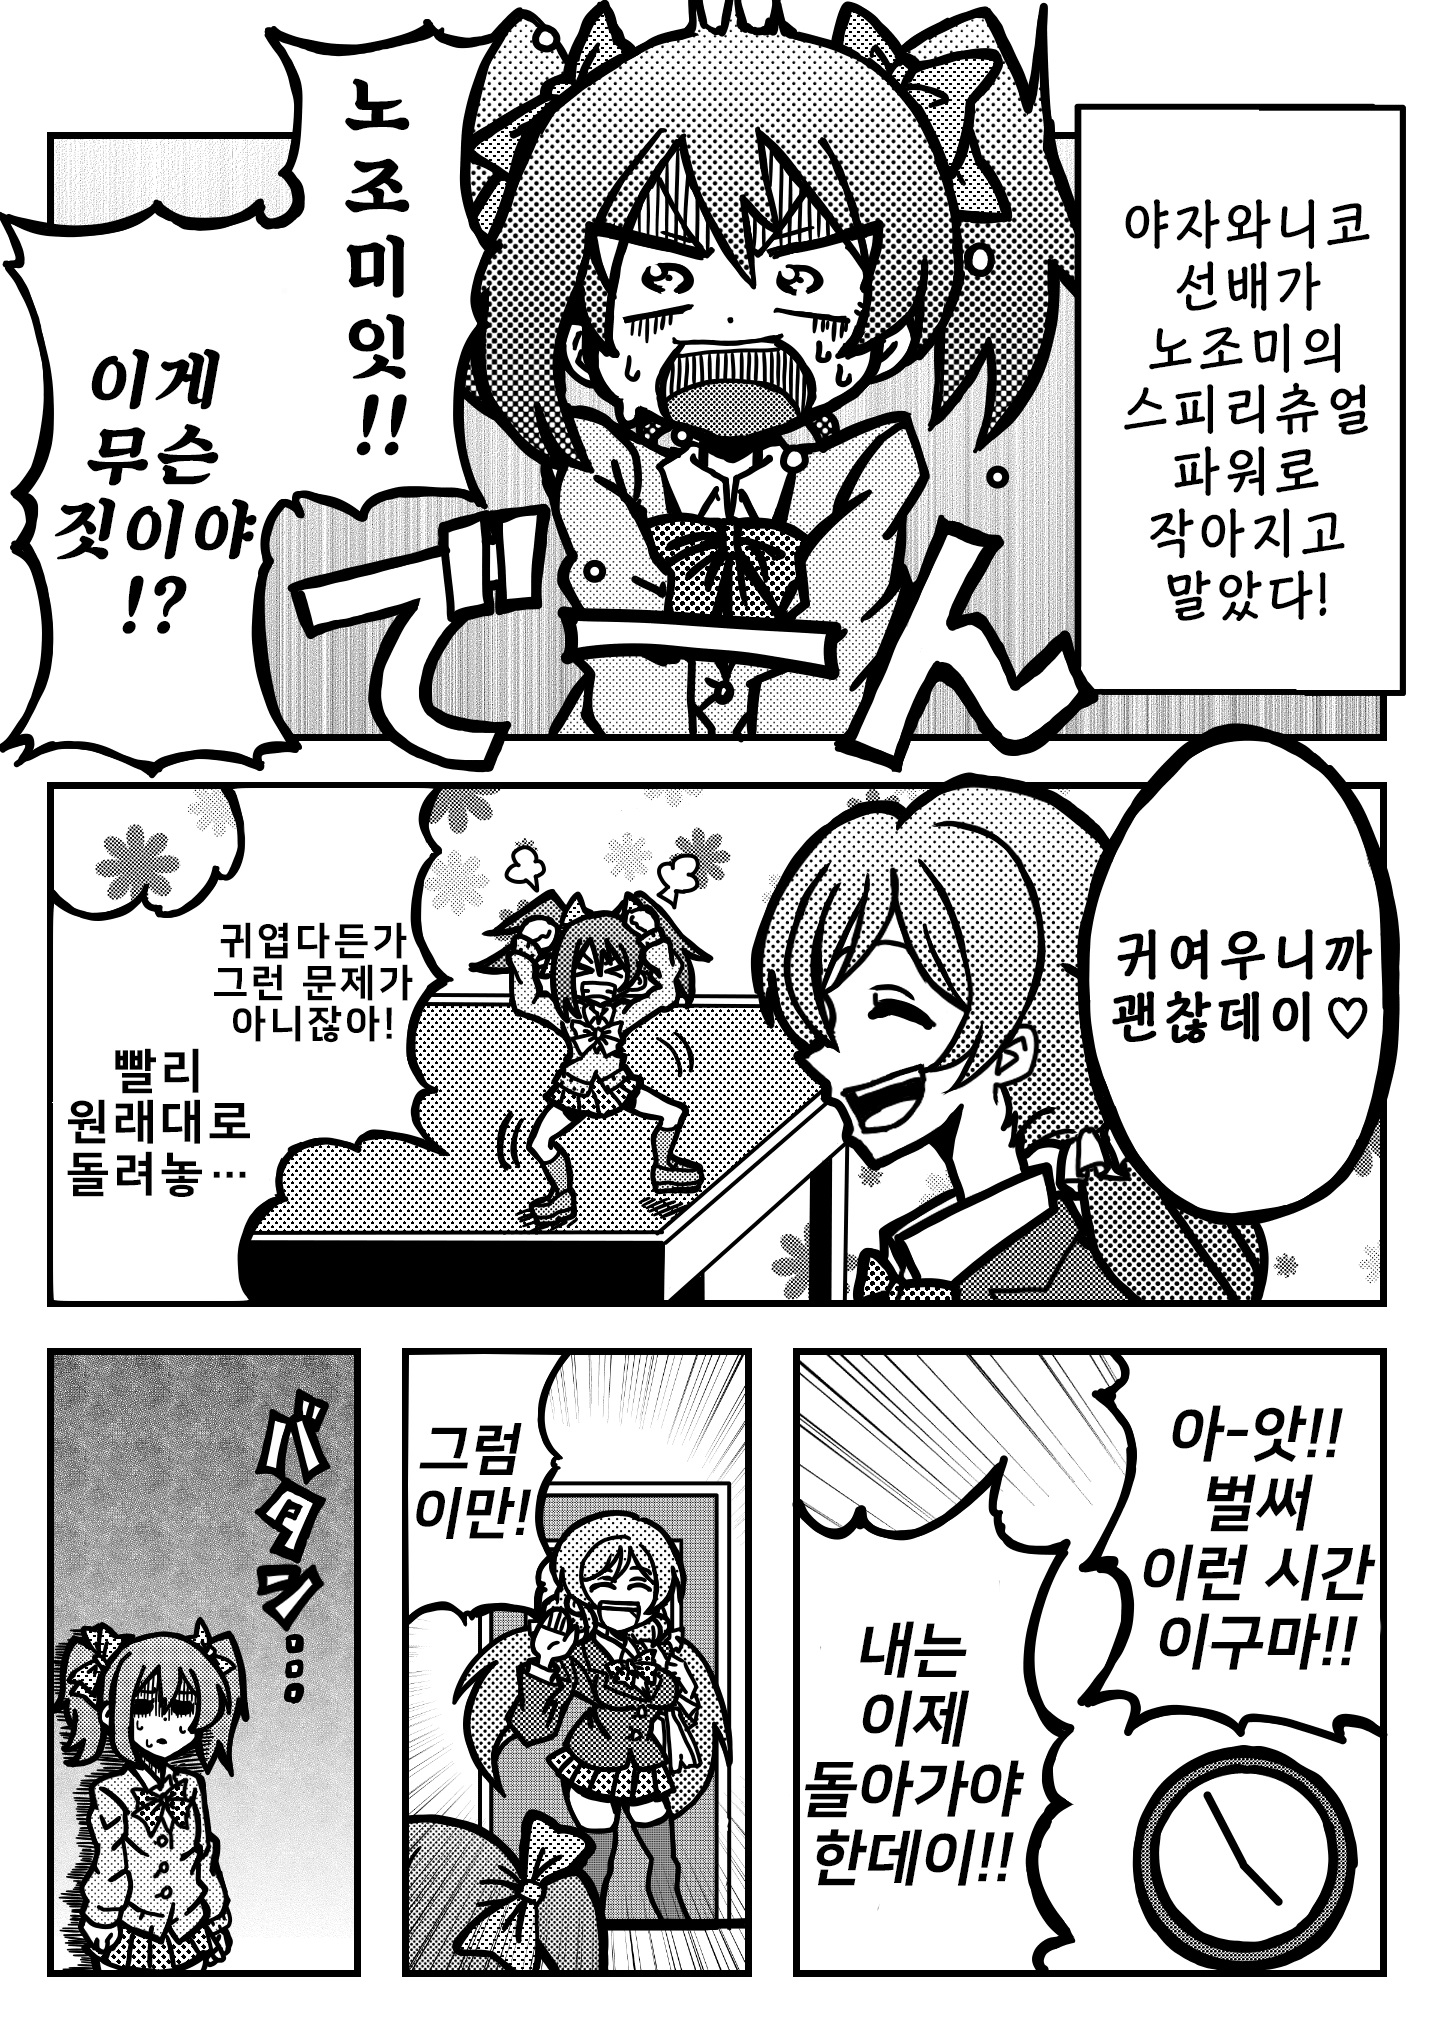 야자와니코
선배가
노조미의
스피리츄얼
파워로
작아지고
말았다!
노조미잇!!
이게
무슨
짓이야
!?
でーん
귀여우니까
괜찮데이♡
귀엽다든가
그런 문제가
아니잖아!
빨리
원래대로
돌려놓…
아-앗!!
벌써
이런 시간
이구마!!
내는
이제
돌아가야
한데이!!
그럼
이만!
バタン…